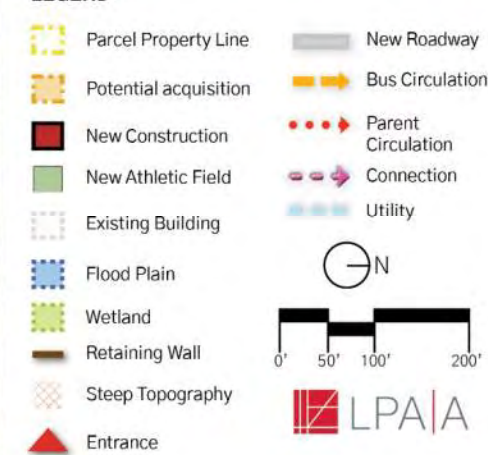 LEGEND
Parcel Property Line
Potential acquisition
New Construction
New Athletic Field
Existing Building
Flood Plain
Wetland
Retaining Wall
Steep Topography
Entrance
New Roadway
Bus Circulation
Parent
Circulation
Connection
Utility
N
0' 50' 100' 200'
LPA|A